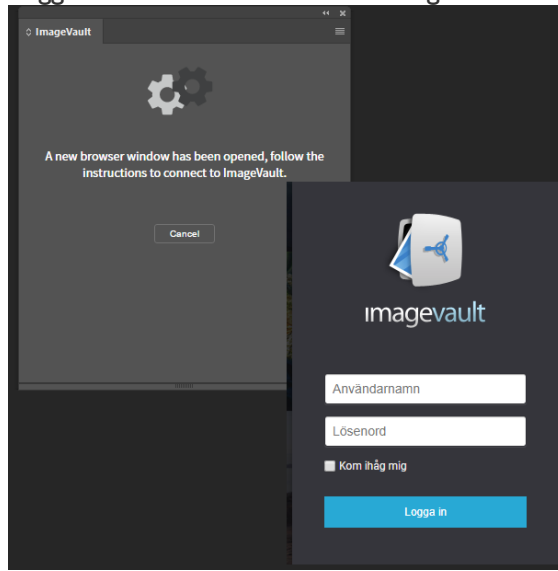 ImageVault
A new browser window has been opened, follow the
instructions to connect to ImageVault.
Cancel
imagevault
Användarnamn
Lösenord
Kom ihåg mig
Logga in